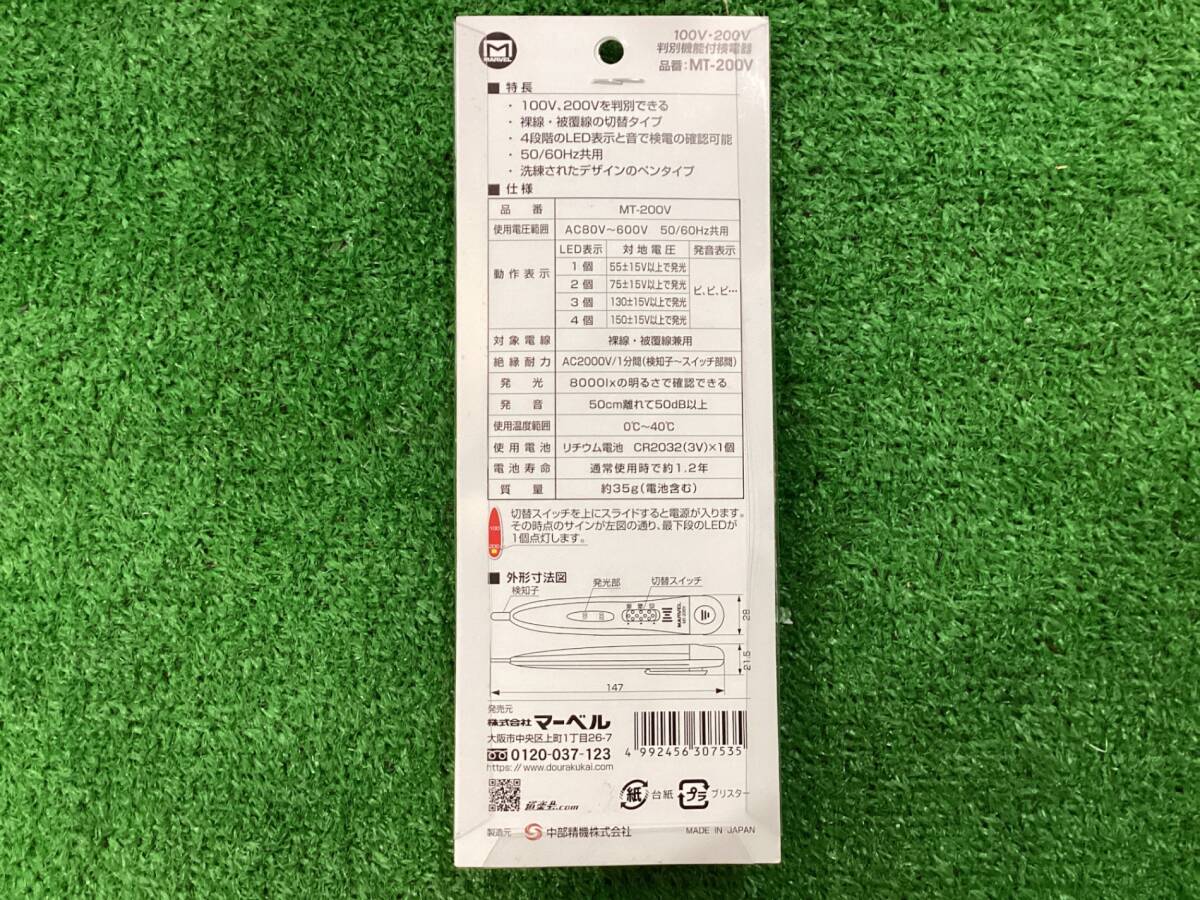 M
MARVEL
100V・200V
判別機能付検電器
品番:MT-200V
■ 特長
・ 100V、200Vを判別できる
・ 裸線・被覆線の切替タイプ
・ 4段階のLED表示と音で検電の確認可能
・ 50/60Hz共用
・ 洗練されたデザインのペンタイプ
■ 仕様
品番 MT-200V
使用電圧範囲 AC80V〜600V 50/60Hz共用
動作表示 LED表示 対地電圧 発音表示
1個 55±15V以上で発光
2個 75±15V以上で発光
ピ、ピ、ピ…
3個 130±15V以上で発光
4個 150±15V以上で発光
対象電線 裸線・被覆線兼用
絶縁耐力 AC2000V/1分間(検知子〜スイッチ部間)
発光 8000lxの明るさで確認できる
発音 50cm離れて50dB以上
使用温度範囲 0℃〜40℃
使用電池 リチウム電池 CR2032(3V)×1個
電池寿命 通常使用時で約1.2年
質量 約35g(電池含む)
切替スイッチを上にスライドすると電源が入ります。
その時点のサインが左図の通り、最下段のLEDが
1個点灯します。
100
200
■ 外形寸法図
検知子
発光部
切替スイッチ
MARVEL
28
21.5
147
発売元
株式会社 マーベル
大阪市中央区上町1丁目26-7
0120-037-123
https://www.dourakukai.com
4 992456 307535
道楽会.com
紙 台紙
プラ ブリスター
製造元 中部精機株式会社
MADE IN JAPAN